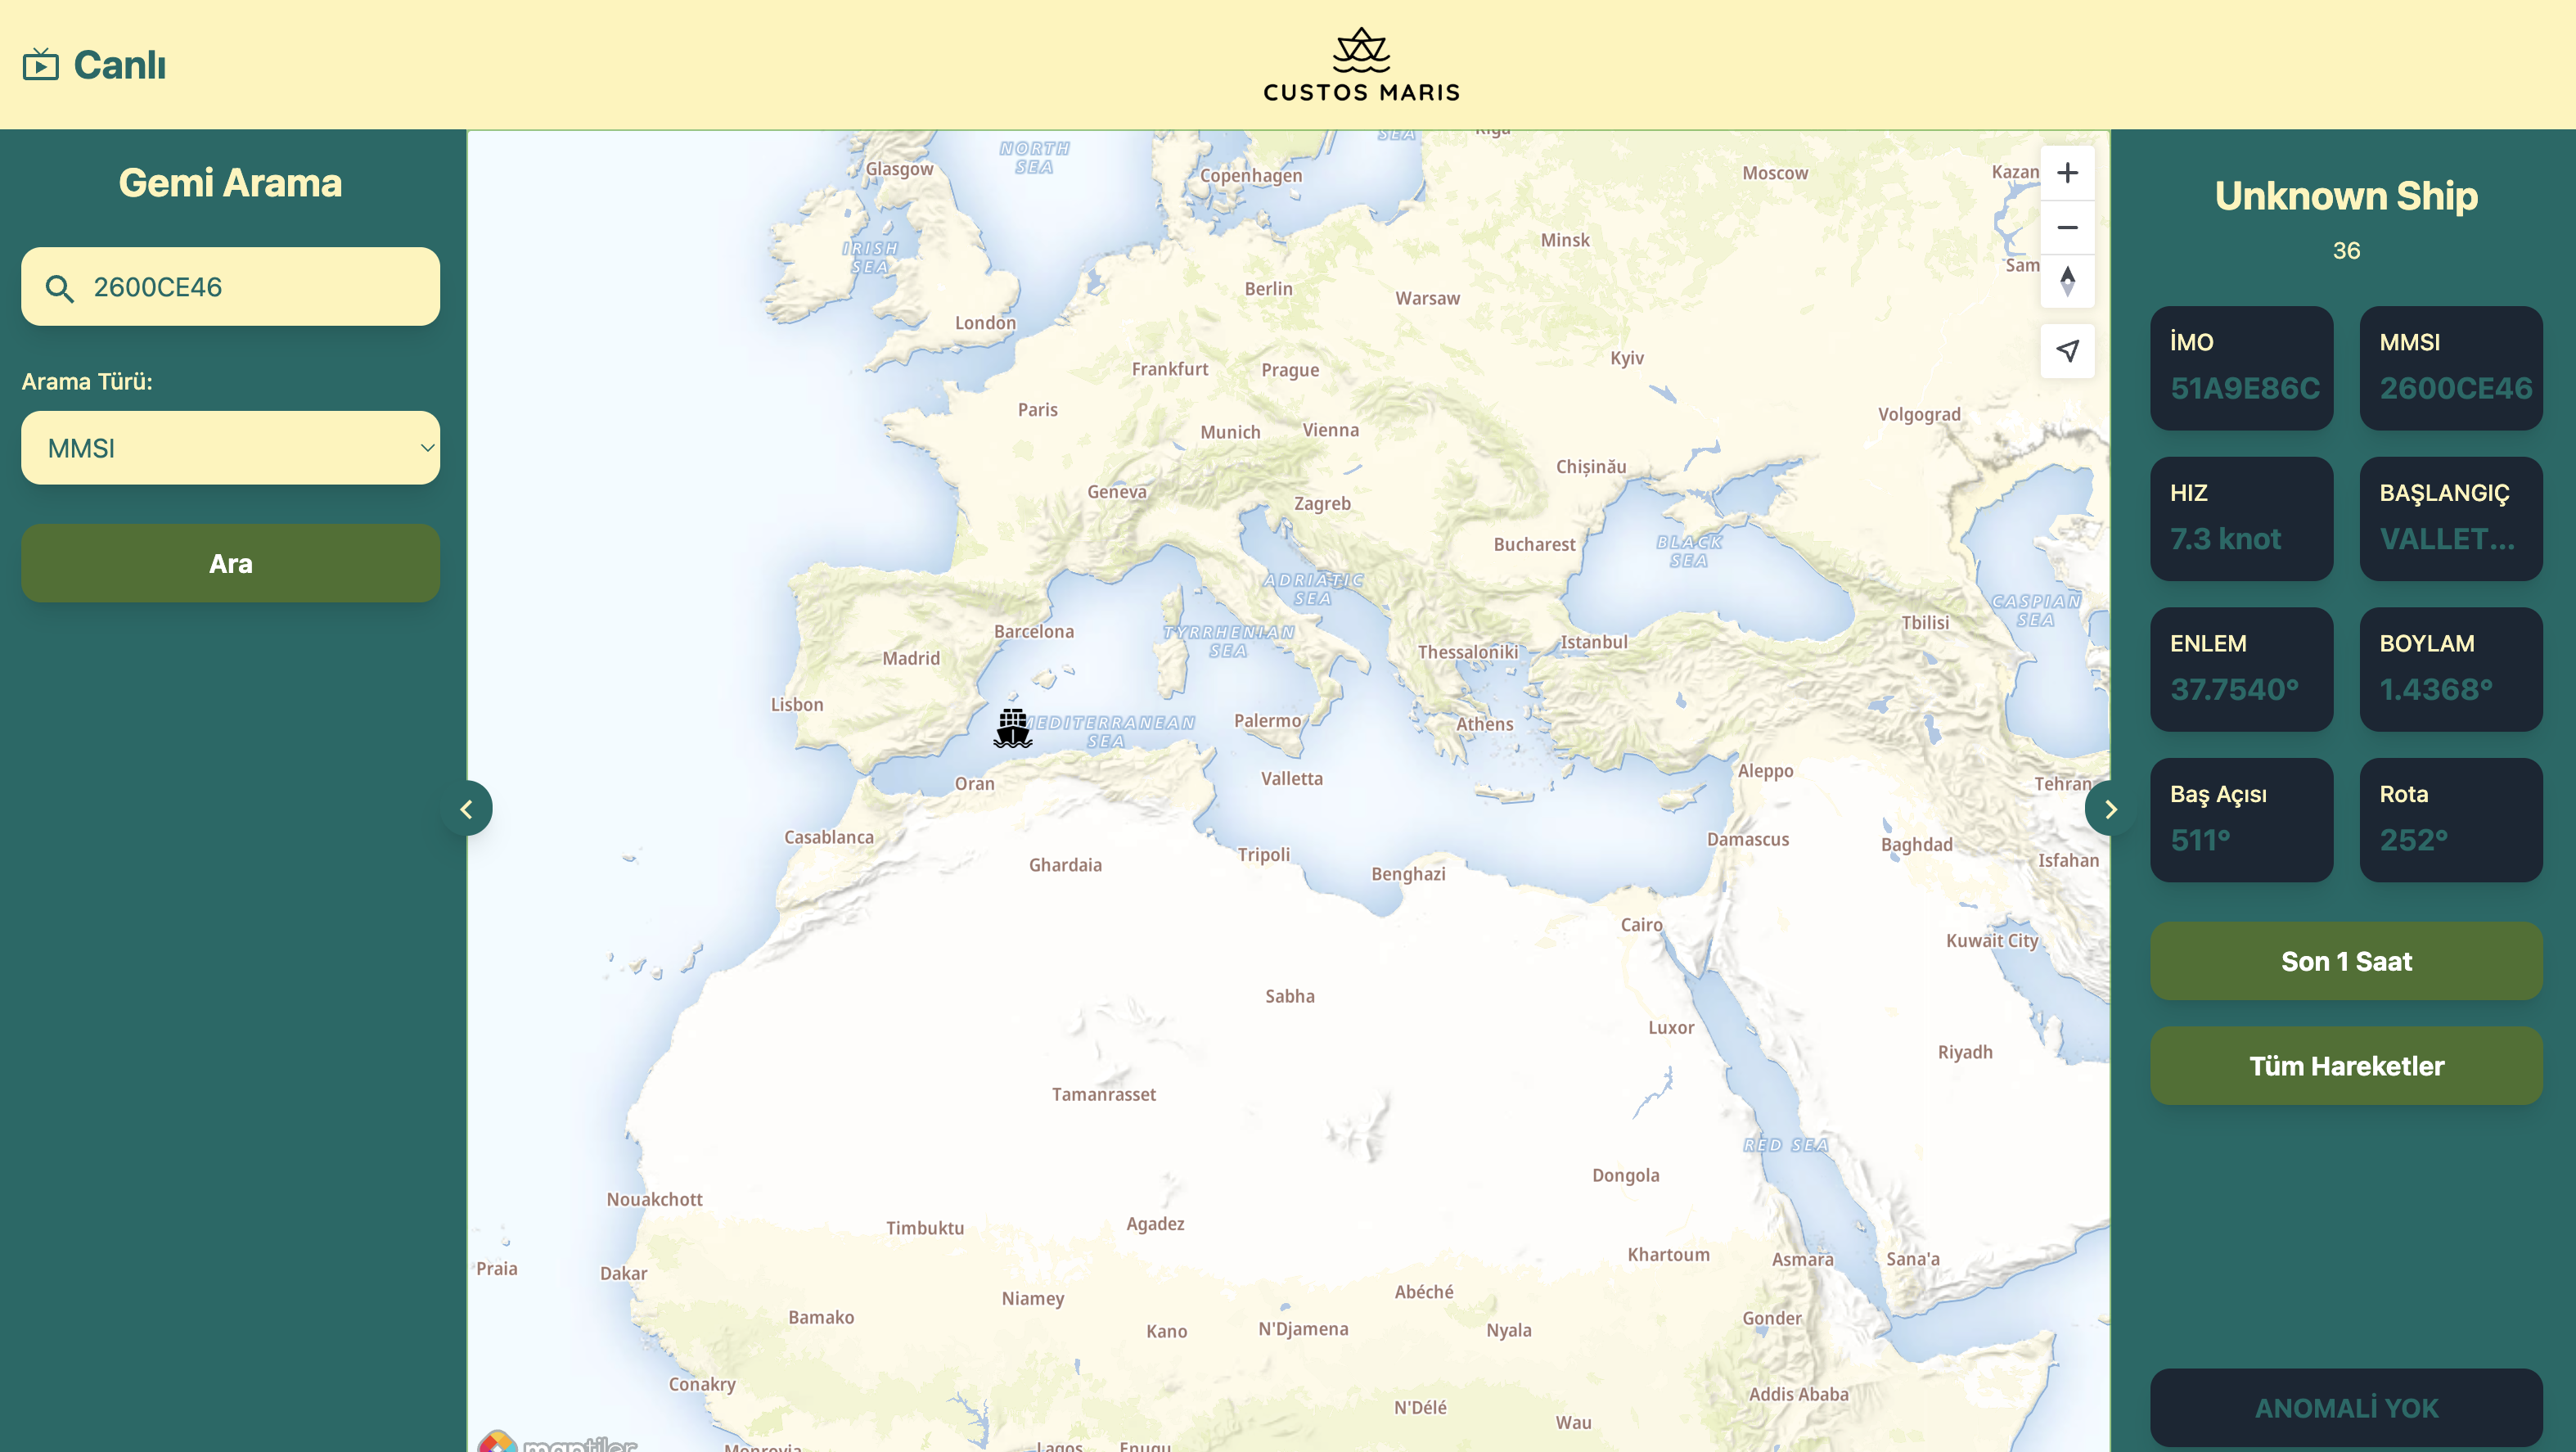 Canlı
CUSTOS MARIS
Gemi Arama
2600CE46
Arama Türü:
MMSI
Ara
NORTH
SEA
SEA
Glasgow
Copenhagen
Moscow
Kazan
IRISH
SEA
Minsk
Sam
London
Berlin
Warsaw
Frankfurt
Prague
Kyiv
Paris
Munich
Vienna
Volgograd
Chișinău
Geneva
Zagreb
Bucharest
BLACK
SEA
ADRIATIC
SEA
CASPIAN
SEA
Barcelona
TYRRHENIAN
SEA
Tbilisi
Madrid
Thessaloniki
Istanbul
Lisbon
MEDITERRANEAN
SEA
Palermo
Athens
Oran
Valletta
Aleppo
Tehran
Casablanca
Ghardaia
Tripoli
Benghazi
Damascus
Baghdad
Isfahan
Cairo
Kuwait City
Sabha
Luxor
Riyadh
Tamanrasset
RED SEA
Dongola
Nouakchott
Timbuktu
Agadez
Khartoum
Asmara
Sana'a
Praia
Dakar
Niamey
Abéché
Bamako
Kano
N'Djamena
Nyala
Gonder
Conakry
N'Délé
Wau
Addis Ababa
maptiler
Monrovia
Lagos
Enugu
Unknown Ship
36
İMO
51A9E86C
MMSI
2600CE46
HIZ
7.3 knot
BAŞLANGIÇ
VALLET...
ENLEM
37.7540°
BOYLAM
1.4368°
Baş Açısı
511°
Rota
252°
Son 1 Saat
Tüm Hareketler
ANOMALİ YOK